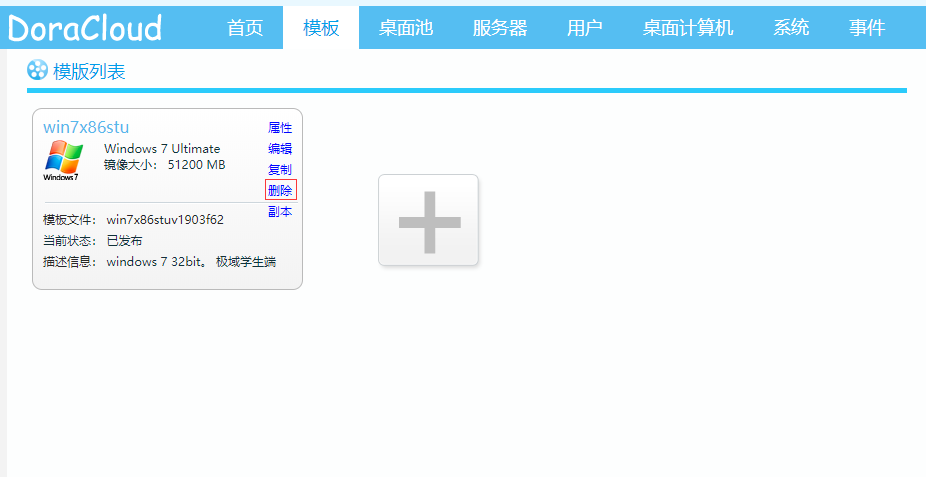 DoraCloud 首页 模板 桌面池 服务器 用户 桌面计算机 系统 事件
模版列表
win7x86stu
属性
Windows 7 Ultimate
编辑
镜像大小： 51200 MB
复制
Windows 7
删除
副本
模板文件： win7x86stuv1903f62
当前状态： 已发布
描述信息： windows 7 32bit。 极域学生端